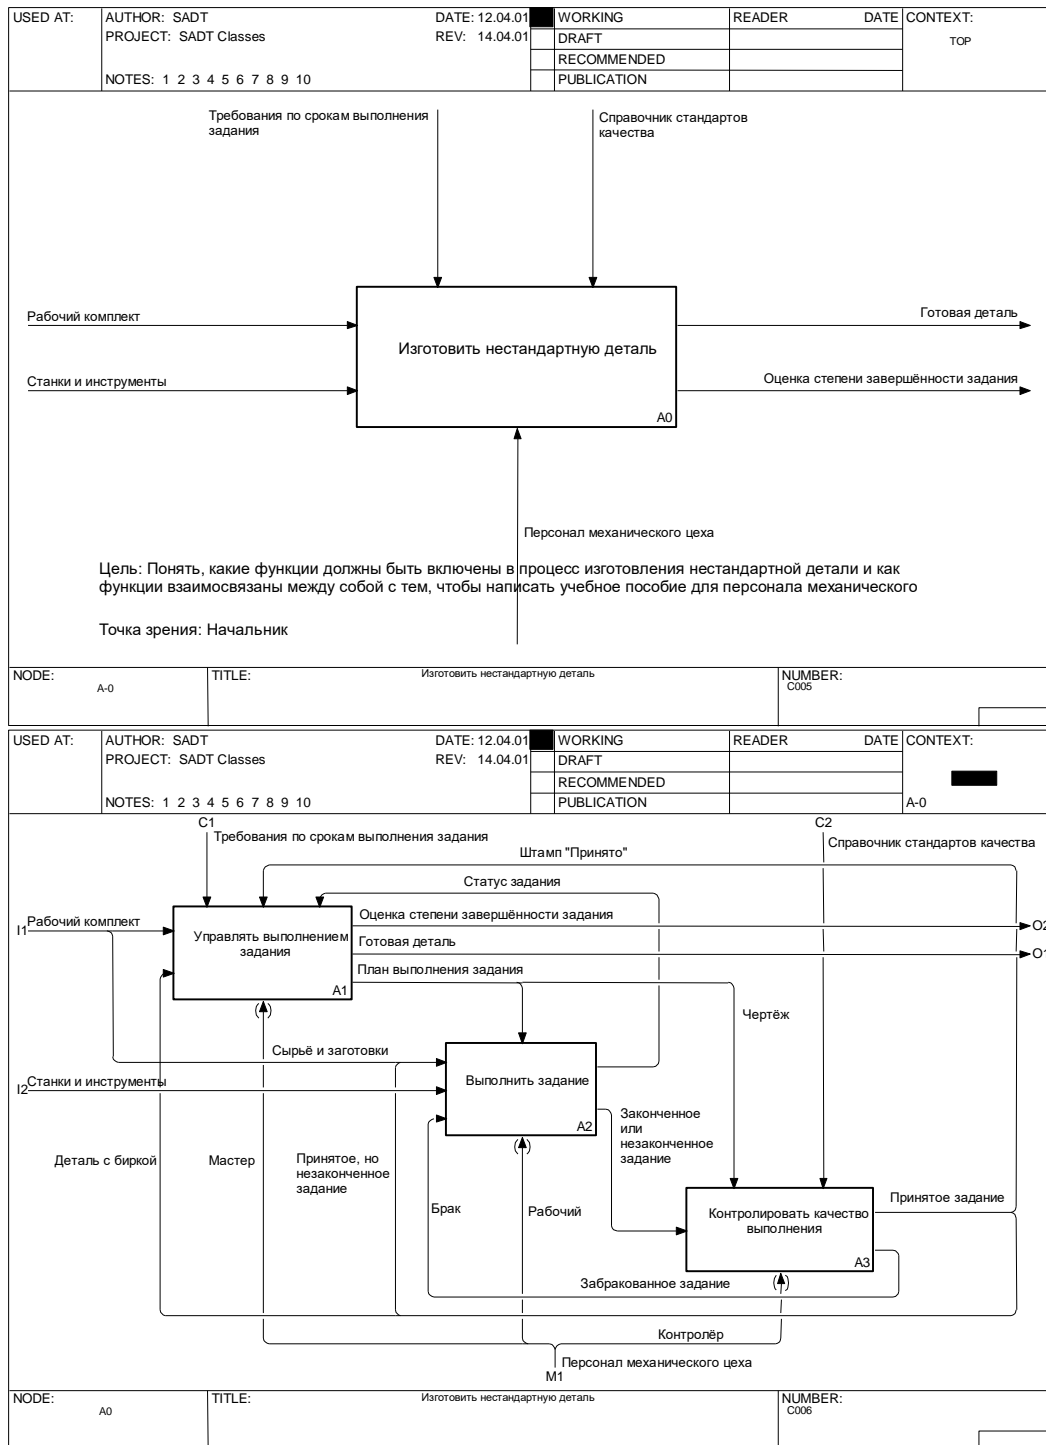 USED AT:
AUTHOR: SADT
DATE: 12.04.01
WORKING
READER
DATE
CONTEXT:
PROJECT: SADT Classes
REV: 14.04.01
DRAFT
TOP
RECOMMENDED
NOTES: 1 2 3 4 5 6 7 8 9 10
PUBLICATION
Требования по срокам выполнения
задания
Справочник стандартов
качества
Рабочий комплект
Готовая деталь
Изготовить нестандартную деталь
Станки и инструменты
Оценка степени завершённости задания
A0
Персонал механического цеха
Цель: Понять, какие функции должны быть включены в процесс изготовления нестандартной детали и как
функции взаимосвязаны между собой с тем, чтобы написать учебное пособие для персонала механического
Точка зрения: Начальник
NODE:
A-0
TITLE:
Изготовить нестандартную деталь
NUMBER:
C005
USED AT:
AUTHOR: SADT
DATE: 12.04.01
WORKING
READER
DATE
CONTEXT:
PROJECT: SADT Classes
REV: 14.04.01
DRAFT
RECOMMENDED
NOTES: 1 2 3 4 5 6 7 8 9 10
PUBLICATION
A-0
C1
Требования по срокам выполнения задания
C2
Справочник стандартов качества
Штамп "Принято"
Статус задания
I1
Рабочий комплект
Управлять выполнением
задания
A1
Оценка степени завершённости задания
O2
Готовая деталь
O1
План выполнения задания
Чертёж
Сырьё и заготовки
I2
Станки и инструменты
Выполнить задание
A2
Законченное
или
незаконченное
задание
Деталь с биркой
Мастер
Принятое, но
незаконченное
задание
Брак
Рабочий
Контролировать качество
выполнения
A3
Принятое задание
Забракованное задание
Контролёр
Персонал механического цеха
M1
NODE:
A0
TITLE:
Изготовить нестандартную деталь
NUMBER:
C006